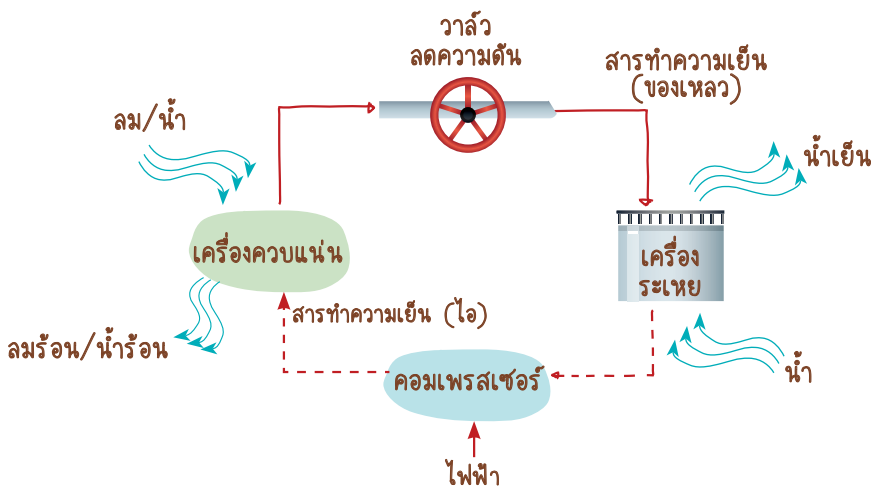 วาล์ว
ลดความดัน
สารทำความเย็น
(ของเหลว)
ลม/น้ำ
น้ำเย็น
เครื่องควบแน่น
เครื่อง
ระเหย
สารทำความเย็น (ไอ)
ลมร้อน/น้ำร้อน
คอมเพรสเซอร์
น้ำ
ไฟฟ้า